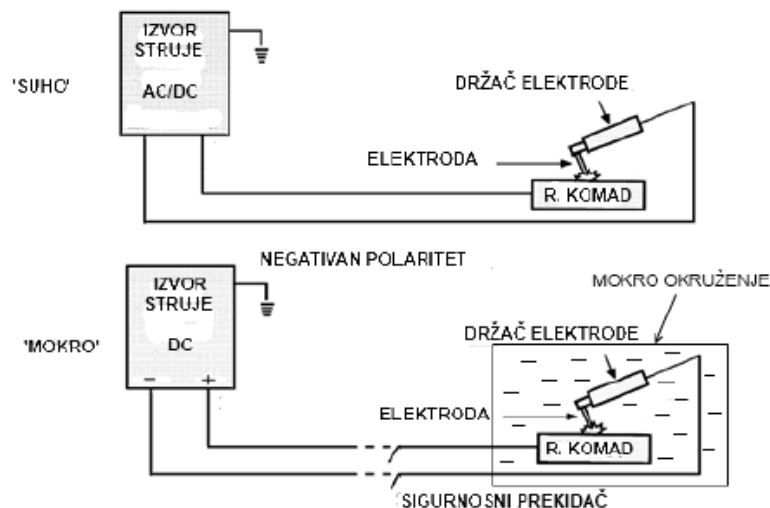 IZVOR
STRUJE
AC/DC
'SUHO'
DRŽAČ ELEKTRODE
ELEKTRODA
R. KOMAD
NEGATIVAN POLARITET
IZVOR
STRUJE
DC
- +
'MOKRO'
MOKRO OKRUŽENJE
DRŽAČ ELEKTRODE
ELEKTRODA
R. KOMAD
SIGURNOSNI PREKIDAČ